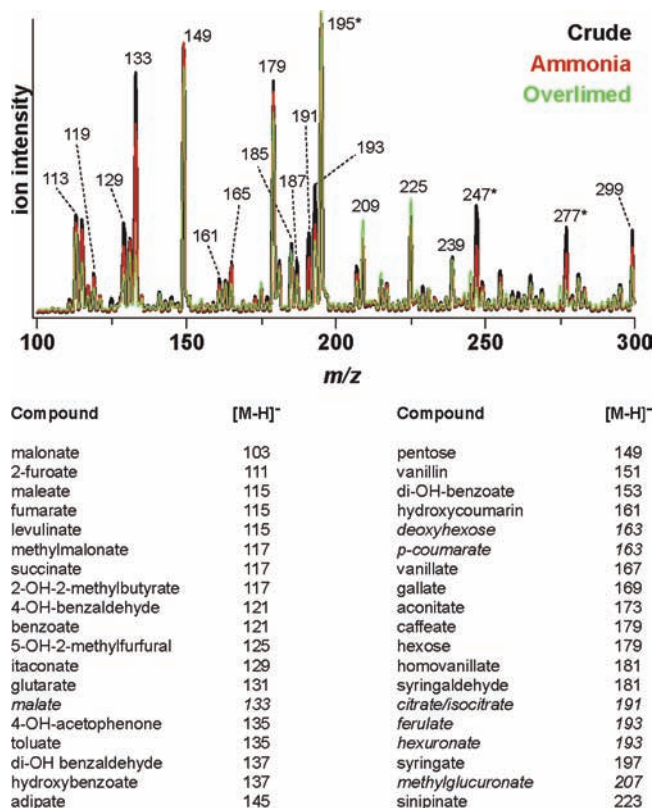 195*
Crude
149
133
179
Ammonia
Overlimed
ion intensity
119
191
113
129
185
187
193
165
161
209
225
239
247*
277*
299
100
150
200
250
300
m/z
Compound [M-H]⁻ Compound [M-H]⁻
malonate 103 pentose 149
2-furoate 111 vanillin 151
maleate 115 di-OH-benzoate 153
fumarate 115 hydroxycoumarin 161
levulinate 115 deoxyhexose 163
methylmalonate 117 p-coumarate 163
succinate 117 vanillate 167
2-OH-2-methylbutyrate 117 gallate 169
4-OH-benzaldehyde 121 aconitate 173
benzoate 121 caffeate 179
5-OH-2-methylfurfural 125 hexose 179
itaconate 129 homovanillate 181
glutarate 131 syringaldehyde 181
malate 133 citrate/isocitrate 191
4-OH-acetophenone 135 ferulate 193
toluate 135 hexuronate 193
di-OH benzaldehyde 137 syringate 197
hydroxybenzoate 137 methylglucuronate 207
adipate 145 sinipinate 223